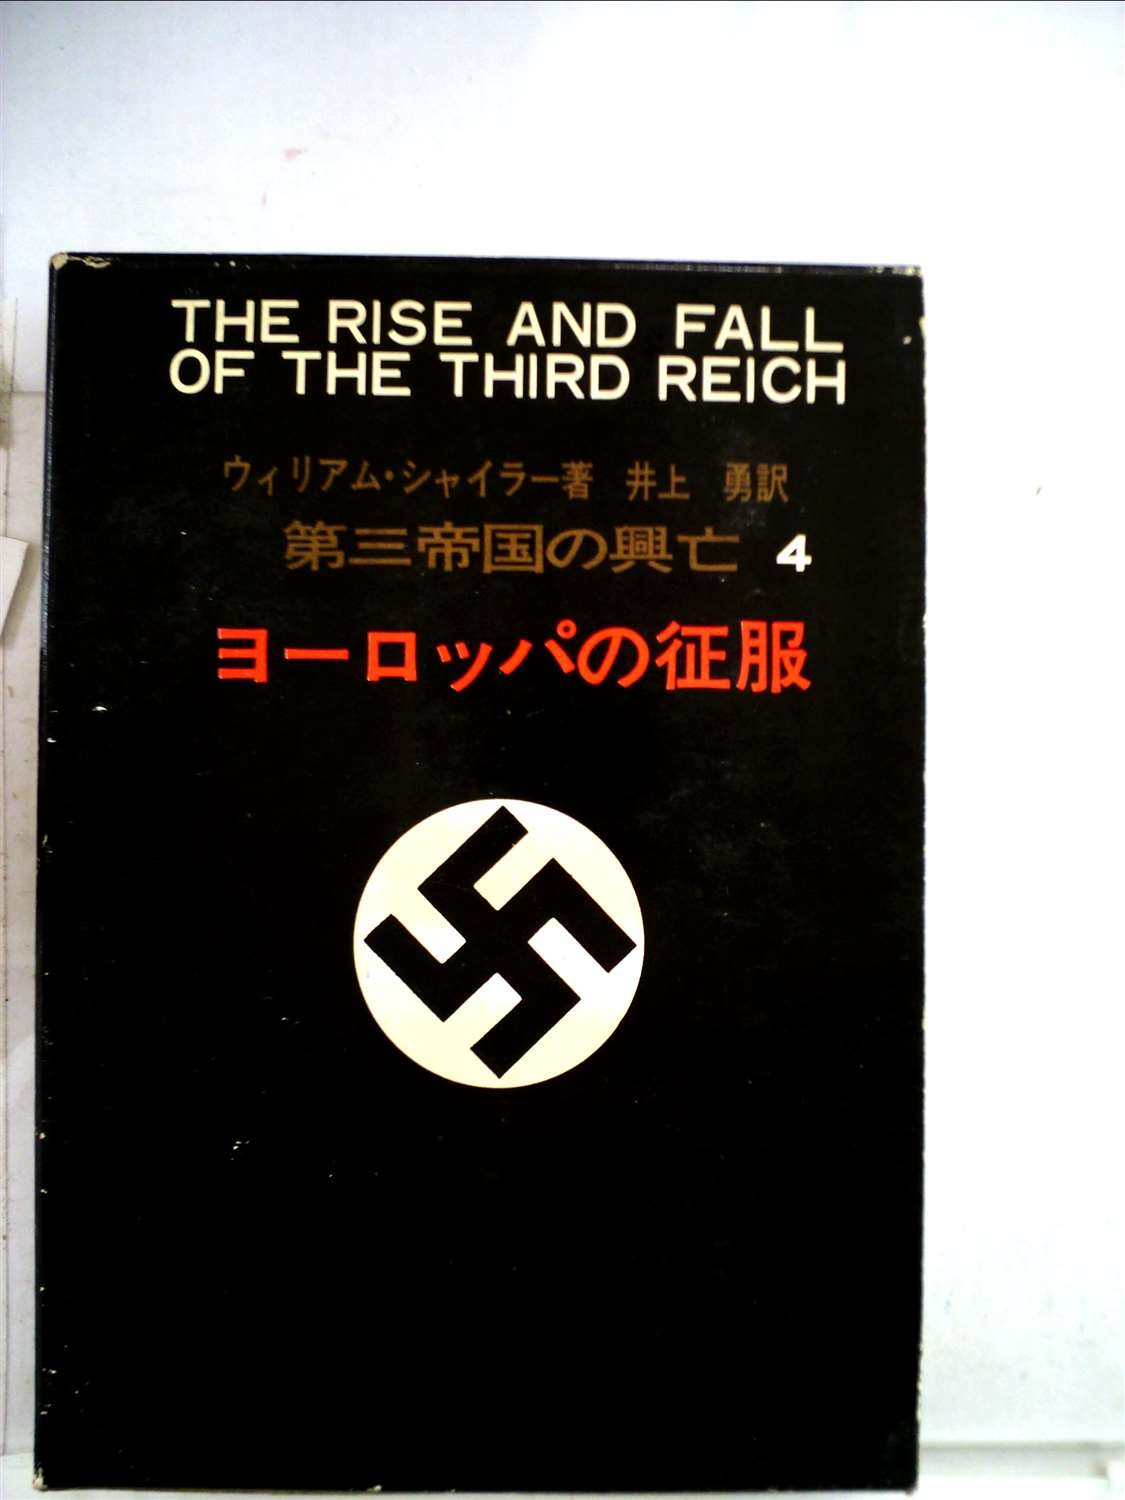 THE RISE AND FALL
OF THE THIRD REICH
ウィリアム・シャイラー著 井上 勇訳
第三帝国の興亡 4
ヨーロッパの征服